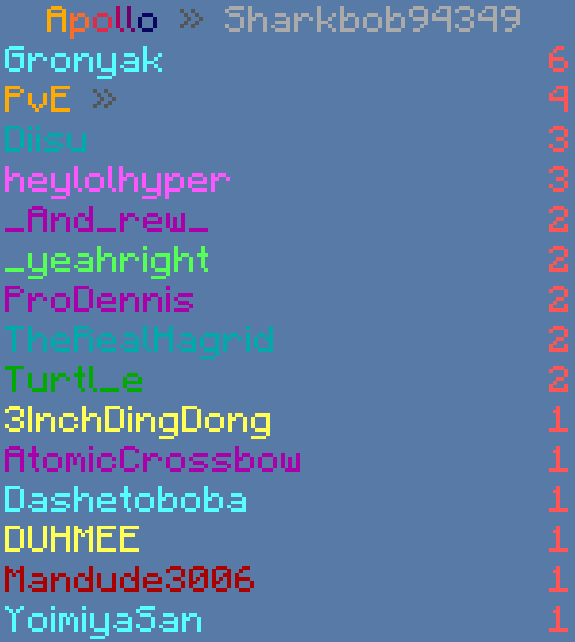 Apollo » Sharkbob94349
Gronyak 6
PvE » 4
Diisu 3
heylolhyper 3
_And_rew_ 2
_yeahright 2
ProDennis 2
TheRealHagrid 2
Turtl_e 2
3InchDingDong 1
AtomicCrossbow 1
Dashetoboba 1
DUHMEE 1
Mandude3006 1
YoimiyaSan 1